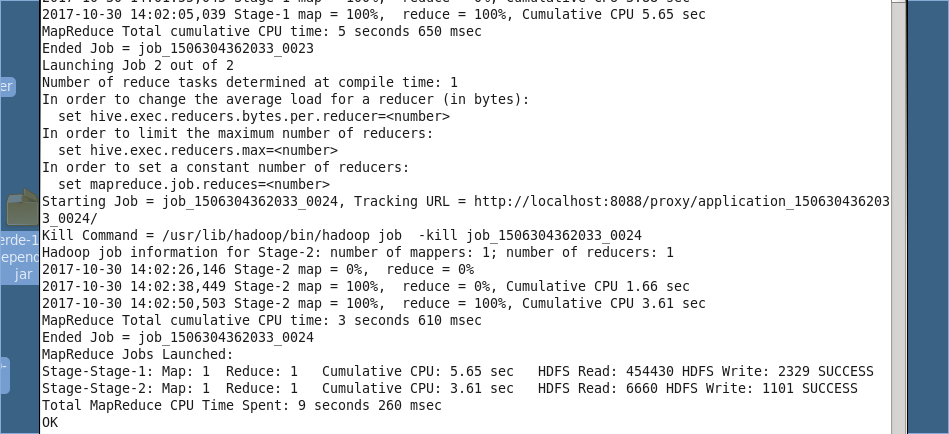 2017-10-30 14:02:05,039 Stage-1 map = 100%,  reduce = 100%, Cumulative CPU 5.65 sec
MapReduce Total cumulative CPU time: 5 seconds 650 msec
Ended Job = job_1506304362033_0023
Launching Job 2 out of 2
Number of reduce tasks determined at compile time: 1
In order to change the average load for a reducer (in bytes):
  set hive.exec.reducers.bytes.per.reducer=<number>
In order to limit the maximum number of reducers:
  set hive.exec.reducers.max=<number>
In order to set a constant number of reducers:
  set mapreduce.job.reduces=<number>
Starting Job = job_1506304362033_0024, Tracking URL = http://localhost:8088/proxy/application_150630436203
3_0024/
Kill Command = /usr/lib/hadoop/bin/hadoop job  -kill job_1506304362033_0024
Hadoop job information for Stage-2: number of mappers: 1; number of reducers: 1
2017-10-30 14:02:26,146 Stage-2 map = 0%,  reduce = 0%
2017-10-30 14:02:38,449 Stage-2 map = 100%,  reduce = 0%, Cumulative CPU 1.66 sec
2017-10-30 14:02:50,503 Stage-2 map = 100%,  reduce = 100%, Cumulative CPU 3.61 sec
MapReduce Total cumulative CPU time: 3 seconds 610 msec
Ended Job = job_1506304362033_0024
MapReduce Jobs Launched:
Stage-Stage-1: Map: 1  Reduce: 1   Cumulative CPU: 5.65 sec   HDFS Read: 454430 HDFS Write: 2329 SUCCESS
Stage-Stage-2: Map: 1  Reduce: 1   Cumulative CPU: 3.61 sec   HDFS Read: 6660 HDFS Write: 1101 SUCCESS
Total MapReduce CPU Time Spent: 9 seconds 260 msec
OK
er
erde-1
epend
jar